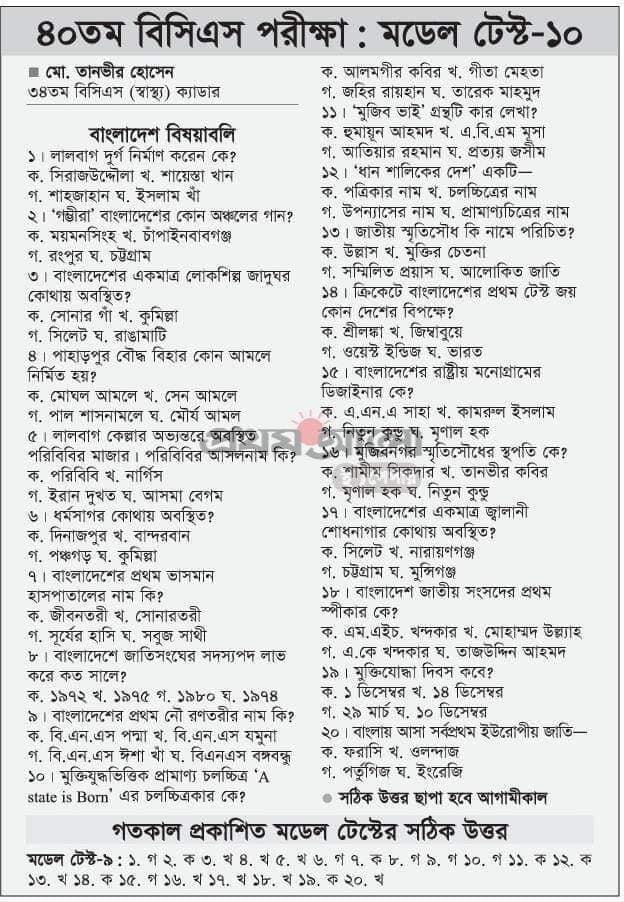 ৪০তম বিসিএস পরীক্ষা : মডেল টেস্ট-১০
■ মো. তানভীর হোসেন
৩৪তম বিসিএস (স্বাস্থ্য) ক্যাডার
বাংলাদেশ বিষয়াবলি
১। লালবাগ দুর্গ নির্মাণ করেন কে?
ক. সিরাজউদ্দৌলা খ. শায়েস্তা খান
গ. শাহজাহান ঘ. ইসলাম খাঁ
২। ‘গম্ভীরা’ বাংলাদেশের কোন অঞ্চলের গান?
ক. ময়মনসিংহ খ. চাঁপাইনবাবগঞ্জ
গ. রংপুর ঘ. চট্টগ্রাম
৩। বাংলাদেশের একমাত্র লোকশিল্প জাদুঘর
কোথায় অবস্থিত?
ক. সোনার গাঁ খ. কুমিল্লা
গ. সিলেট ঘ. রাঙামাটি
৪। পাহাড়পুর বৌদ্ধ বিহার কোন আমলে
নির্মিত হয়?
ক. মোঘল আমলে খ. সেন আমলে
গ. পাল শাসনামলে ঘ. মৌর্য আমল
৫। লালবাগ কেল্লার অভ্যন্তরে অবস্থিত
পরিবিবির মাজার। পরিবিবির আসলনাম কি?
ক. পরিবিবি খ. নার্গিস
গ. ইরান দুখত ঘ. আসমা বেগম
৬। ধর্মসাগর কোথায় অবস্থিত?
ক. দিনাজপুর খ. বান্দরবান
গ. পঞ্চগড় ঘ. কুমিল্লা
৭। বাংলাদেশের প্রথম ভাসমান
হাসপাতালের নাম কি?
ক. জীবনতরী খ. সোনারতরী
গ. সূর্যের হাসি ঘ. সবুজ সাথী
৮। বাংলাদেশে জাতিসংঘের সদস্যপদ লাভ
করে কত সালে?
ক. ১৯৭২ খ. ১৯৭৫ গ. ১৯৮০ ঘ. ১৯৭৪
৯। বাংলাদেশের প্রথম নৌ রণতরীর নাম কি?
ক. বি.এন.এস পদ্মা খ. বি.এন.এস যমুনা
গ. বি.এন.এস ঈশা খাঁ ঘ. বিএনএস বঙ্গবন্ধু
১০। মুক্তিযুদ্ধভিত্তিক প্রামাণ্য চলচ্চিত্র ‘A
state is Born’ এর চলচ্চিত্রকার কে?
ক. আলমগীর কবির খ. গীতা মেহতা
গ. জহির রায়হান ঘ. তারেক মাহমুদ
১১। ‘মুজিব ভাই’ গ্রন্থটি কার লেখা?
ক. হুমায়ূন আহমদ খ. এ.বি.এম মূসা
গ. আতিয়ার রহমান ঘ. প্রত্যয় জসীম
১২। ‘ধান শালিকের দেশ’ একটি—
ক. পত্রিকার নাম খ. চলচ্চিত্রের নাম
গ. উপন্যাসের নাম ঘ. প্রামাণ্যচিত্রের নাম
১৩। জাতীয় স্মৃতিসৌধ কি নামে পরিচিত?
ক. উল্লাস খ. মুক্তির চেতনা
গ. সম্মিলিত প্রয়াস ঘ. আলোকিত জাতি
১৪। ক্রিকেটে বাংলাদেশের প্রথম টেস্ট জয়
কোন দেশের বিপক্ষে?
ক. শ্রীলঙ্কা খ. জিম্বাবুয়ে
গ. ওয়েস্ট ইন্ডিজ ঘ. ভারত
১৫। বাংলাদেশের রাষ্ট্রীয় মনোগ্রামের
ডিজাইনার কে?
ক. এ.এন.এ সাহা খ. কামরুল ইসলাম
গ. নিতুন কুন্ডু ঘ. মৃণাল হক
১৬। মুজিবনগর স্মৃতিসৌধের স্থপতি কে?
ক. শামীম সিকদার খ. তানভীর কবির
গ. মৃণাল হক ঘ. নিতুন কুন্ডু
১৭। বাংলাদেশের একমাত্র জ্বালানী
শোধনাগার কোথায় অবস্থিত?
ক. সিলেট খ. নারায়ণগঞ্জ
গ. চট্টগ্রাম ঘ. মুন্সিগঞ্জ
১৮। বাংলাদেশ জাতীয় সংসদের প্রথম
স্পীকার কে?
ক. এম.এইচ. খন্দকার খ. মোহাম্মদ উল্ল্যাহ
গ. এ.কে খন্দকার ঘ. তাজউদ্দিন আহমদ
১৯। মুক্তিযোদ্ধা দিবস কবে?
ক. ১ ডিসেম্বর খ. ১৪ ডিসেম্বর
গ. ২৯ মার্চ ঘ. ১০ ডিসেম্বর
২০। বাংলায় আসা সর্বপ্রথম ইউরোপীয় জাতি—
ক. ফরাসি খ. ওলন্দাজ
গ. পর্তুগিজ ঘ. ইংরেজি
● সঠিক উত্তর ছাপা হবে আগামীকাল
প্রথম আলো
গতকাল প্রকাশিত মডেল টেস্টের সঠিক উত্তর
মডেল টেস্ট-৯ : ১. গ ২. ক ৩. খ ৪. খ ৫. খ ৬. গ ৭. ক ৮. গ ৯. গ ১০. গ ১১. ক ১২. ক
১৩. খ ১৪. ক ১৫. গ ১৬. খ ১৭. খ ১৮. খ ১৯. ক ২০. খ